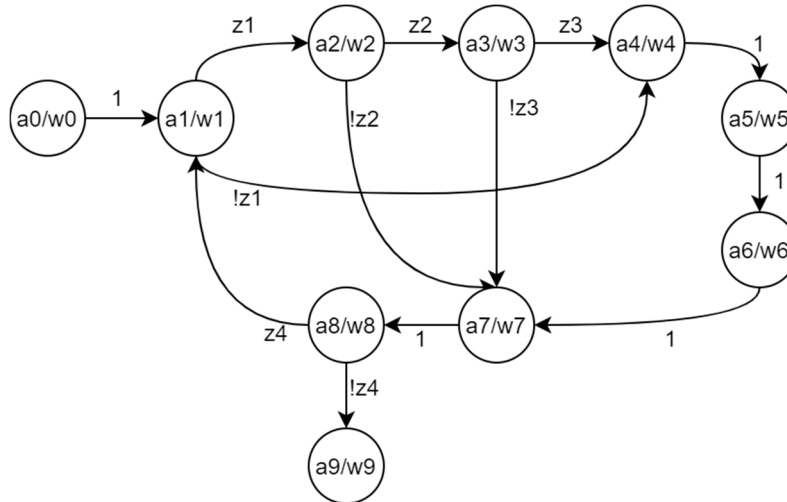 z1
z2
z3
1
a2/w2
a3/w3
a4/w4
1
a0/w0
a1/w1
!z2
!z3
a5/w5
1
!z1
a6/w6
a8/w8
a7/w7
z4
1
1
!z4
a9/w9